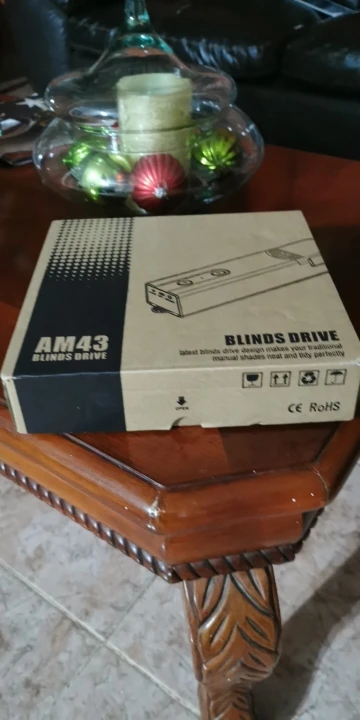 AM43
BLINDS DRIVE
BLINDS DRIVE
latest blinds drive design makes your traditional
manual shades neat and tidy perfectly
OPEN
CE RoHS